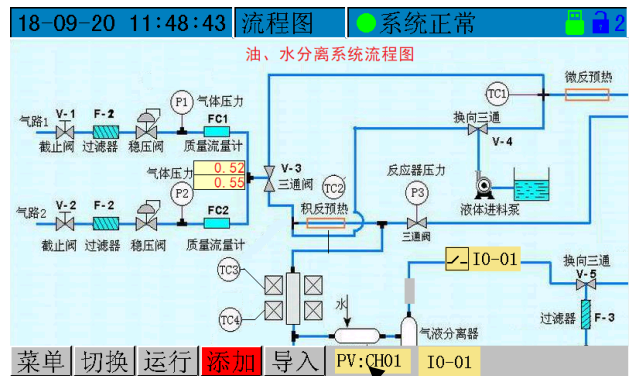 18-09-20 11:48:43 流程图 系统正常 2
油、水分离系统流程图
微反预热
TC1
P1 气体压力
换向三通
气路1 V-1 F-2 FC1
V-4
截止阀 过滤器 稳压阀 质量流量计
气体压力 0.52
0.55
V-3
三通阀
TC2
反应器压力
P2
P3
积反预热
液体进料泵
气路2 V-2 F-2 FC2
三通阀
截止阀 过滤器 稳压阀 质量流量计
I0-01
换向三通
V-5
TC3
TC4
水
过滤器 F-3
气液分离器
菜单 切换 运行 添加 导入 PV:CH01 I0-01